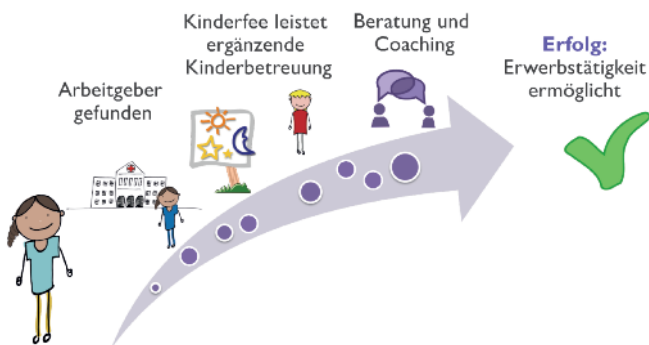 Arbeitgeber
gefunden
Kinderfee leistet
ergänzende
Kinderbetreuung
Beratung und
Coaching
Erfolg:
Erwerbstätigkeit
ermöglicht